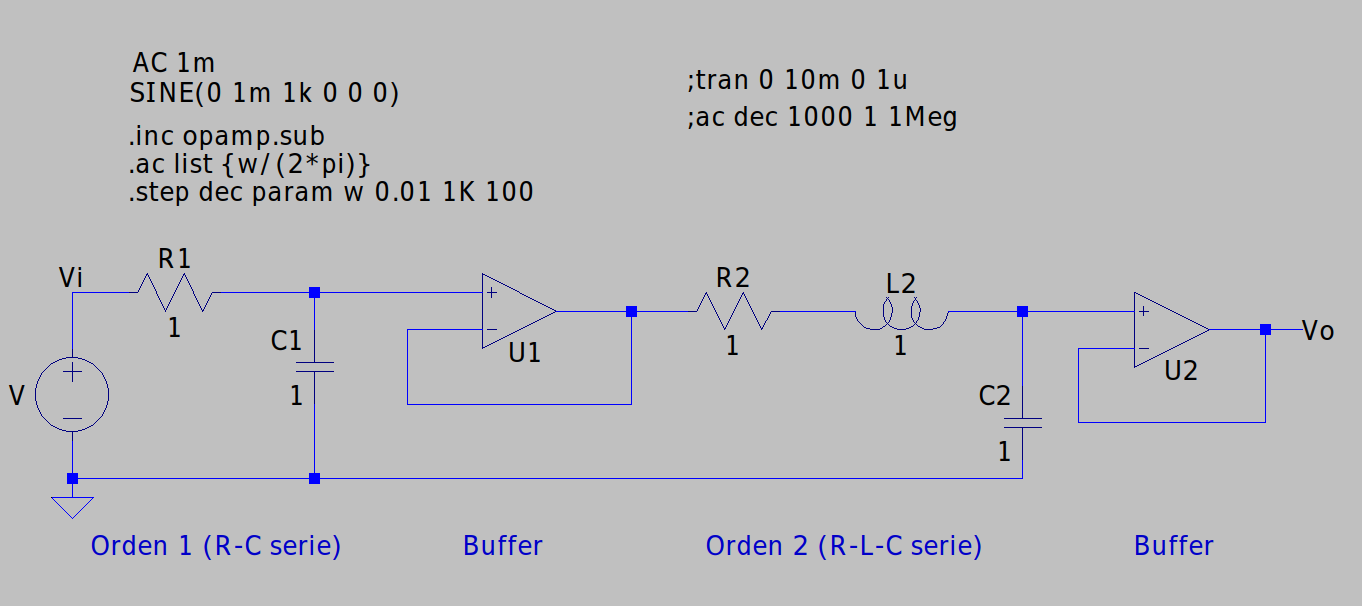 AC 1m
SINE(0 1m 1k 0 0 0)
.inc opamp.sub
.ac list {w/(2*pi)}
.step dec param w 0.01 1K 100
;tran 0 10m 0 1u
;ac dec 1000 1 1Meg
Vi
R1
1
C1
1
V
+
−
U1
R2
1
L2
1
C2
1
+
−
U2
Vo
Orden 1 (R-C serie)
Buffer
Orden 2 (R-L-C serie)
Buffer